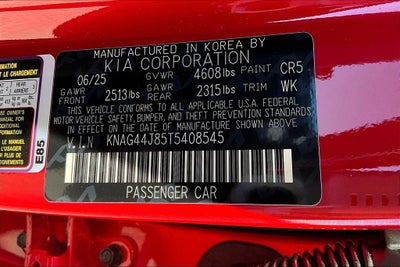 MANUFACTURED IN KOREA BY
KIA CORPORATION
06/25 GVWR 4608lbs PAINT CR5
GAWR FRONT 2513lbs GAWR REAR 2315lbs TRIM WK
THIS VEHICLE CONFORMS TO ALL APPLICABLE U.S.A. FEDERAL
MOTOR VEHICLE SAFETY, BUMPER, AND THEFT PREVENTION STANDARDS
IN EFFECT ON THE DATE OF MANUFACTURE SHOWN ABOVE.
V.I.N. KNAG44J85T5408545
PASSENGER CAR
E85